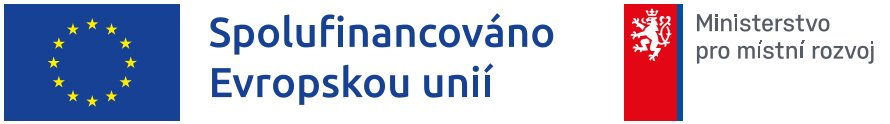 Spolufinancováno
Evropskou unií
Ministerstvo
pro místní rozvoj